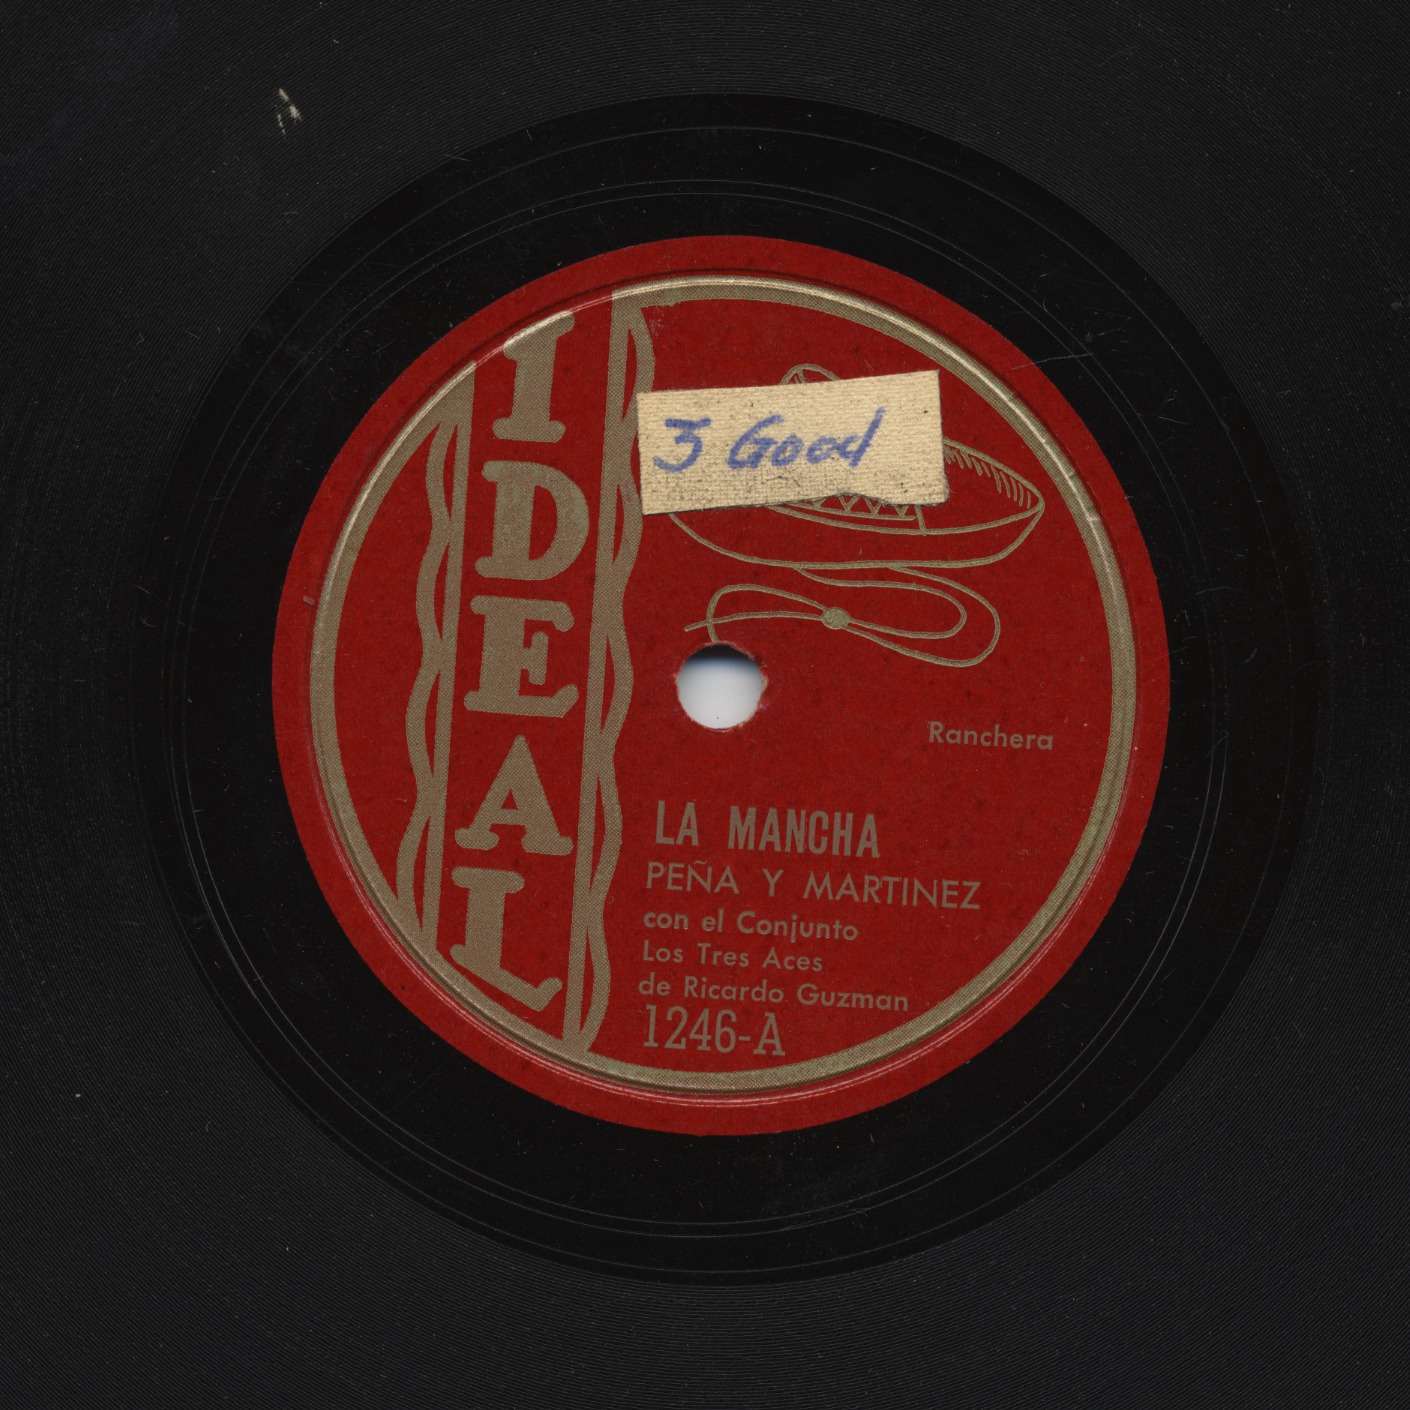 IDEAL
3 Good
Ranchera
LA MANCHA
PEÑA Y MARTINEZ
con el Conjunto
Los Tres Aces
de Ricardo Guzman
1246-A